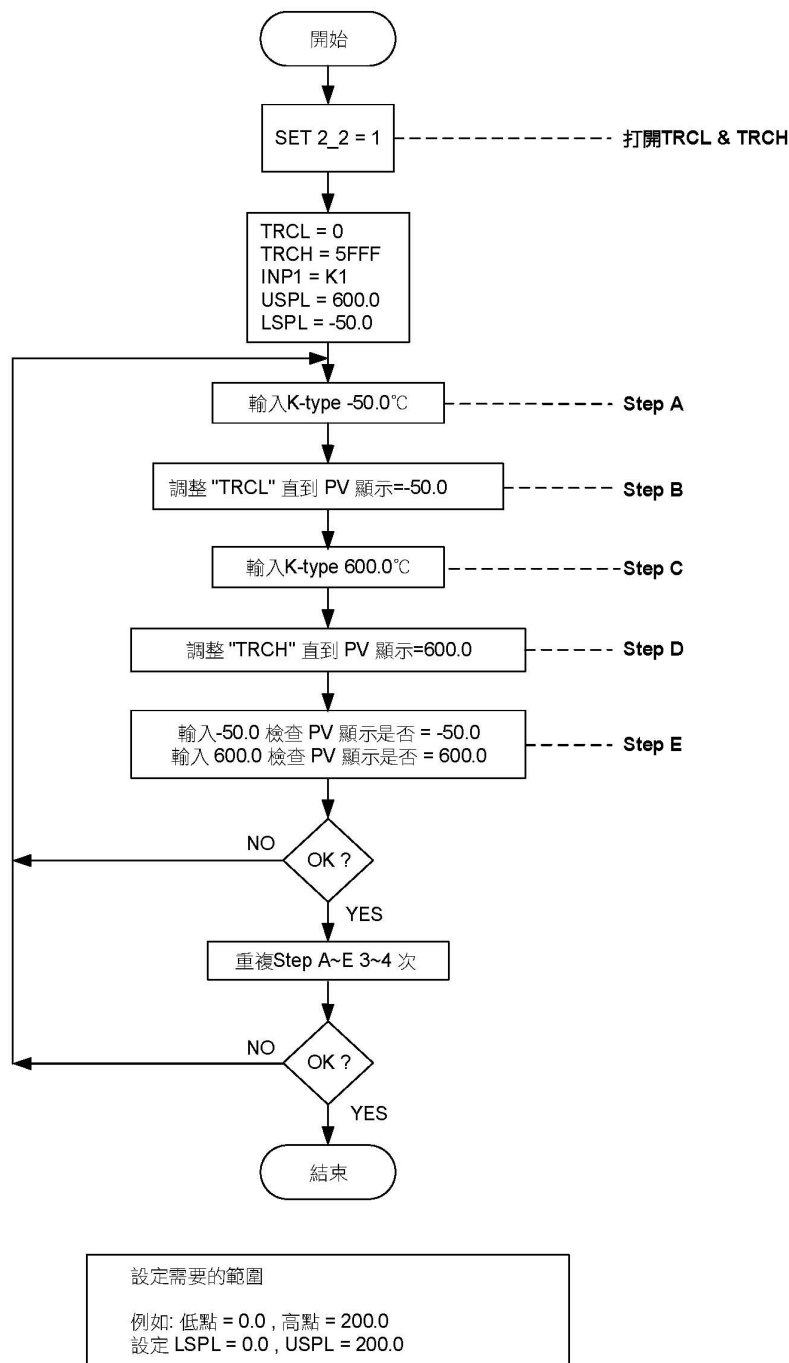 開始
SET 2_2 = 1
打開TRCL & TRCH
TRCL = 0
TRCH = 5FFF
INP1 = K1
USPL = 600.0
LSPL = -50.0
輸入K-type -50.0℃
Step A
調整 "TRCL" 直到 PV 顯示=-50.0
Step B
輸入K-type 600.0℃
Step C
調整 "TRCH" 直到 PV 顯示=600.0
Step D
輸入-50.0 檢查 PV 顯示是否 = -50.0
輸入 600.0 檢查 PV 顯示是否 = 600.0
Step E
NO
OK ?
YES
重複Step A~E 3~4 次
NO
OK ?
YES
結束
設定需要的範圍
例如: 低點 = 0.0 , 高點 = 200.0
設定 LSPL = 0.0 , USPL = 200.0